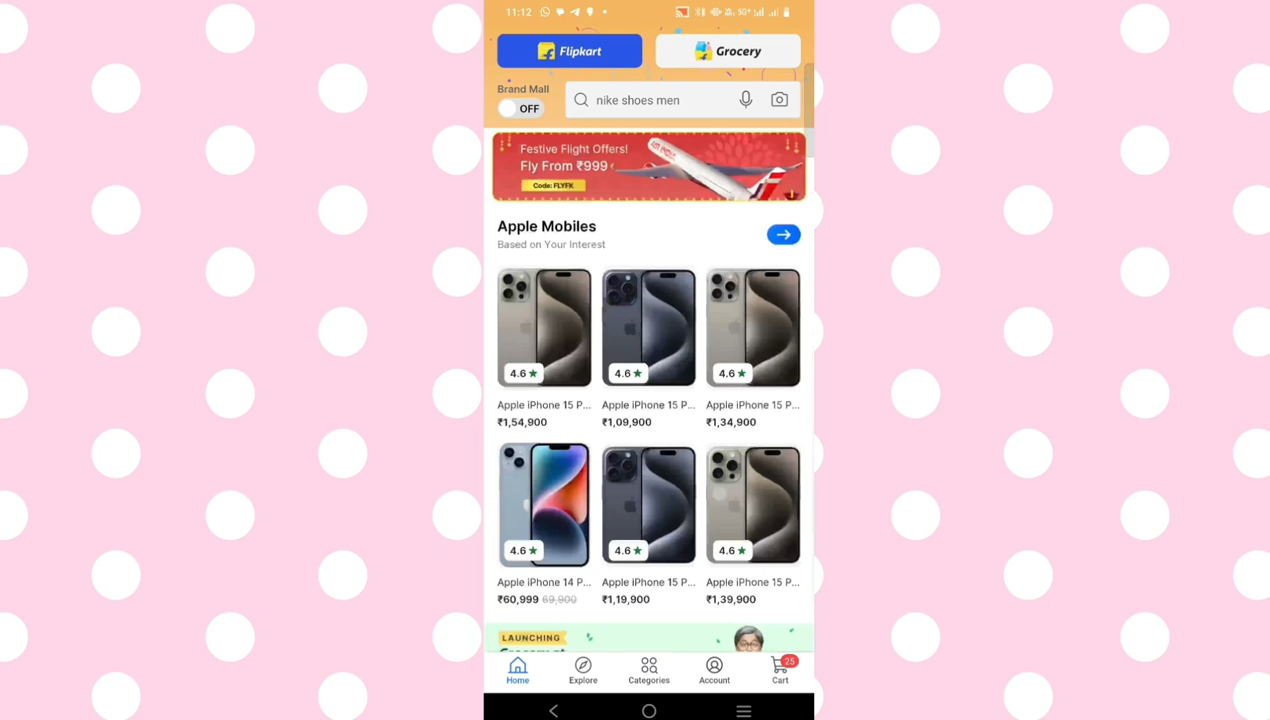 11:12
5G+
Flipkart
Grocery
Brand Mall
OFF
nike shoes men
Festive Flight Offers!
Fly From ₹999
Code: FLYFK
AIR INDIA
Apple Mobiles
Based on Your Interest
4.6★ 4.6★ 4.6★
Apple iPhone 15 P... Apple iPhone 15 P... Apple iPhone 15 P...
₹1,54,900 ₹1,09,900 ₹1,34,900
4.6★ 4.6★ 4.6★
Apple iPhone 14 P... Apple iPhone 15 P... Apple iPhone 15 P...
₹60,999 69,900 ₹1,19,900 ₹1,39,900
LAUNCHING
25
Home Explore Categories Account Cart